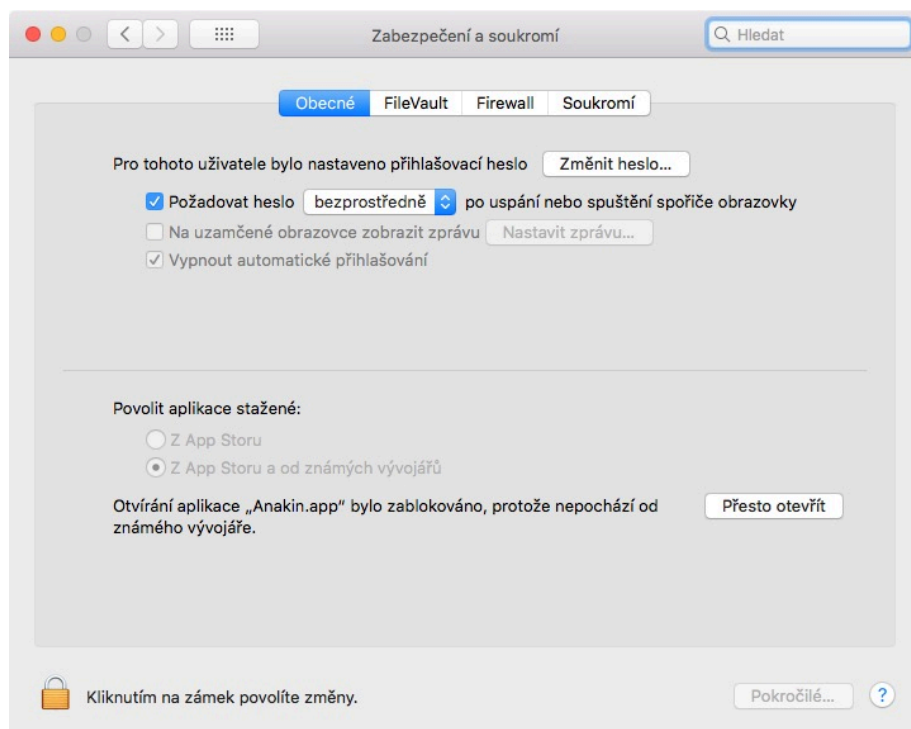 Zabezpečení a soukromí
Hledat
Obecné FileVault Firewall Soukromí
Pro tohoto uživatele bylo nastaveno přihlašovací heslo Změnit heslo...
Požadovat heslo bezprostředně po uspání nebo spuštění spořiče obrazovky
Na uzamčené obrazovce zobrazit zprávu Nastavit zprávu...
Vypnout automatické přihlašování
Povolit aplikace stažené:
Z App Storu
Z App Storu a od známých vývojářů
Otvírání aplikace „Anakin.app“ bylo zablokováno, protože nepochází od
známého vývojáře.
Přesto otevřít
Kliknutím na zámek povolíte změny.
Pokročilé... ?